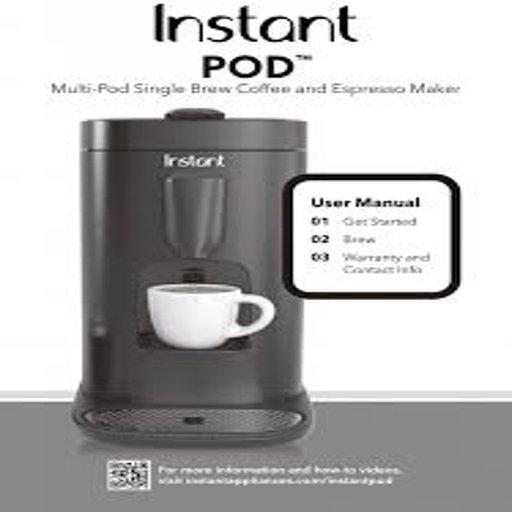 Instant
POD™
Multi-Pod Single Brew Coffee and Espresso Maker
Instant
User Manual
01 Get Started
02 Brew
03 Warranty and
Contact Info
For more information and how-to videos,
visit instantappliances.com/instantpod